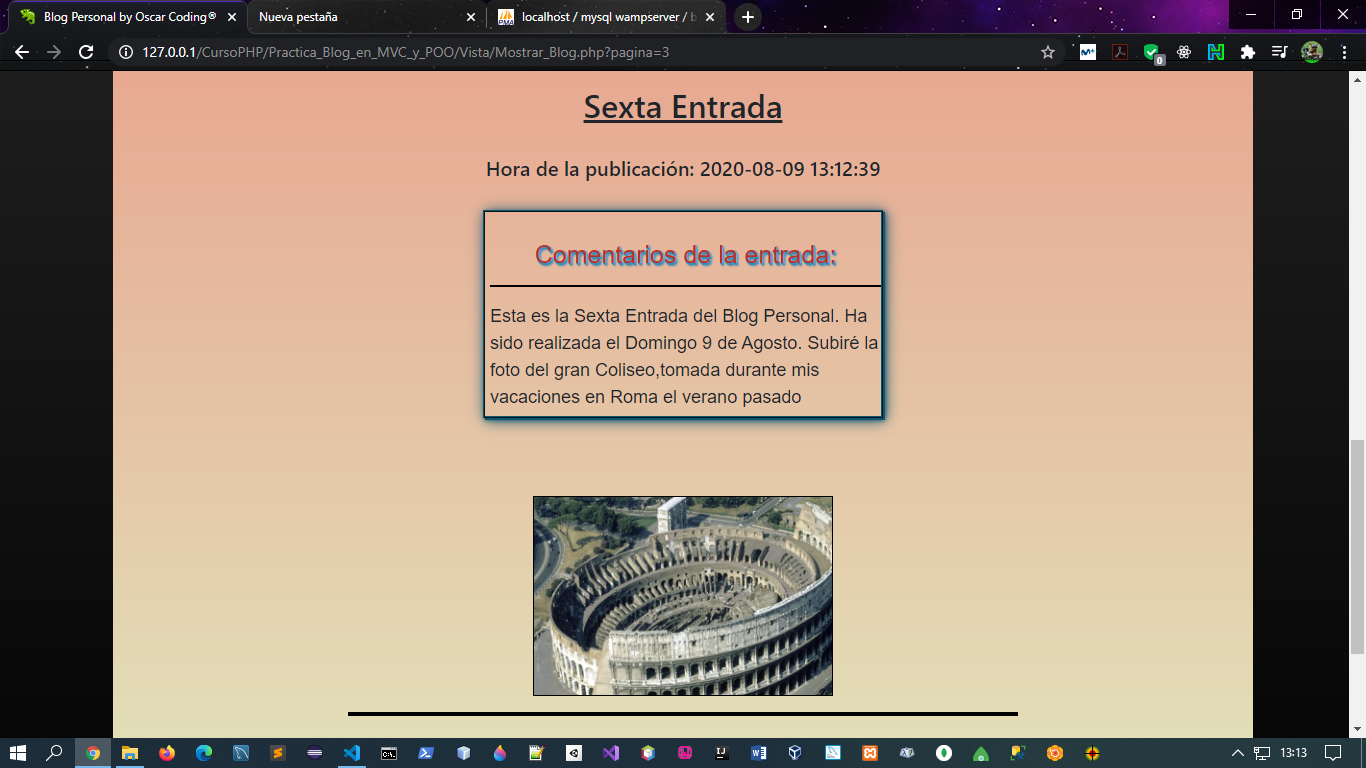 Blog Personal by Oscar Coding®
Nueva pestaña
localhost / mysql wampserver / b
127.0.0.1/CursoPHP/Practica_Blog_en_MVC_y_POO/Vista/Mostrar_Blog.php?pagina=3
0
Sexta Entrada
Hora de la publicación: 2020-08-09 13:12:39
Comentarios de la entrada:
Esta es la Sexta Entrada del Blog Personal. Ha
sido realizada el Domingo 9 de Agosto. Subiré la
foto del gran Coliseo,tomada durante mis
vacaciones en Roma el verano pasado
13:13